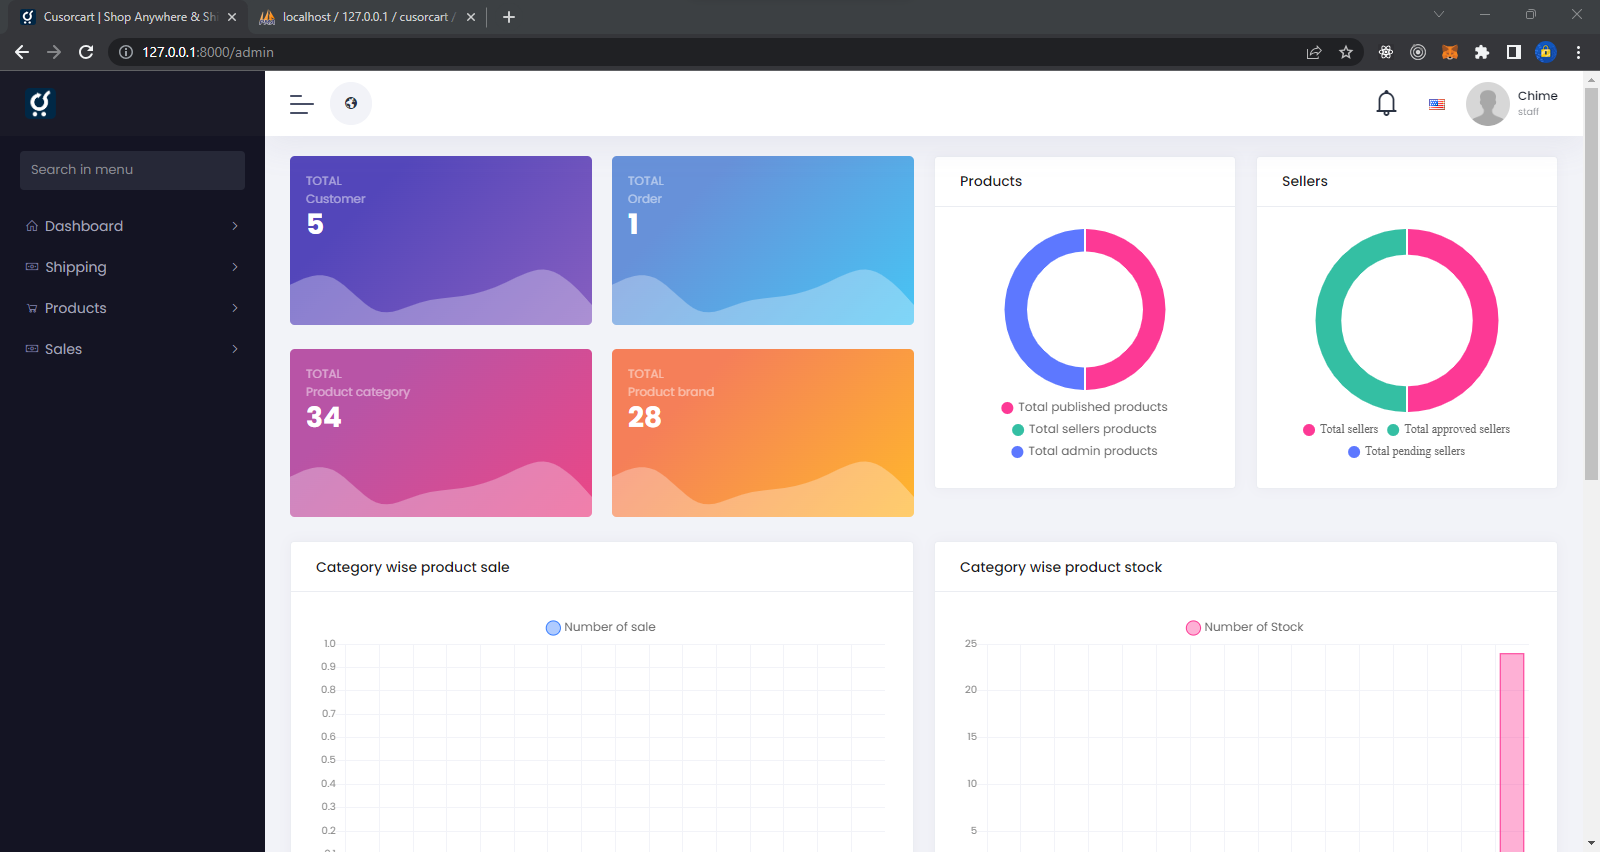 Cusorcart | Shop Anywhere & Shi
localhost / 127.0.0.1 / cusorcart /
127.0.0.1:8000/admin
Chime
staff
Search in menu
Dashboard
Shipping
Products
Sales
TOTAL
Customer
5
TOTAL
Order
1
TOTAL
Product category
34
TOTAL
Product brand
28
Products
Total published products
Total sellers products
Total admin products
Sellers
Total sellers Total approved sellers
Total pending sellers
Category wise product sale
Number of sale
1.0
0.9
0.8
0.7
0.6
0.5
0.4
0.3
0.2
Category wise product stock
Number of Stock
25
20
15
10
5